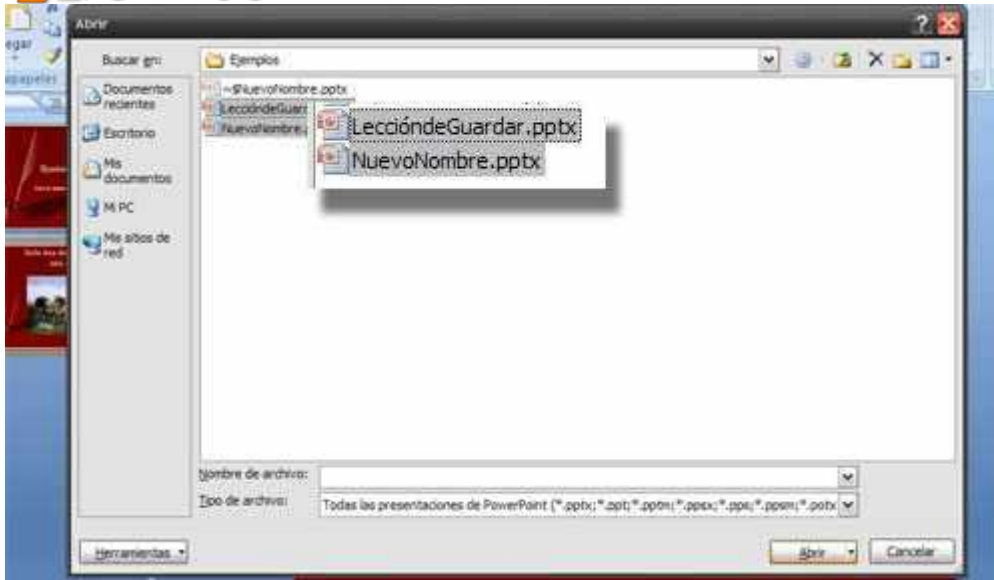 Abrir
Buscar en:
Ejemplos
Documentos recientes
Escritorio
Mis documentos
Mi PC
Mis sitios de red
~$NuevoNombre.pptx
LeccióndeGuardar.pptx
NuevoNombre.pptx
Nombre de archivo:
Tipo de archivo:
Todas las presentaciones de PowerPoint (*.pptx;*.ppt;*.pptm;*.ppsx;*.pps;*.ppsm;*.potx
Herramientas
Abrir
Cancelar